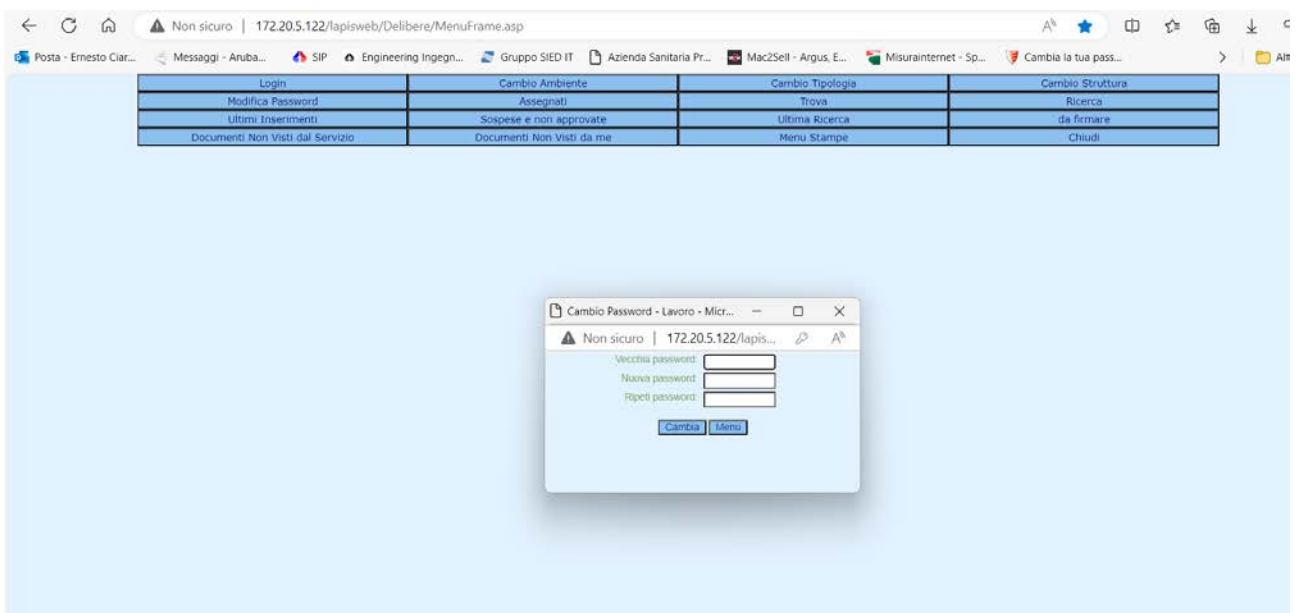 Non sicuro | 172.20.5.122/lapisweb/Delibere/MenuFrame.asp
Posta - Ernesto Ciar... Messaggi - Aruba... SIP Engineering Ingegn... Gruppo SIED IT Azienda Sanitaria Pr... Mac2Sell - Argus, E... Misurainternet - Sp... Cambia la tua pass...
Login Cambio Ambiente Cambio Tipologia Cambio Struttura
Modifica Password Assegnati Trova Ricerca
Ultimi Inserimenti Sospese e non approvate Ultima Ricerca da firmare
Documenti Non Visti dal Servizio Documenti Non Visti da me Menu Stampe Chiudi
Cambio Password - Lavoro - Micr...
Non sicuro | 172.20.5.122/lapis...
Vecchia password:
Nuova password:
Ripeti password:
Cambia Menu